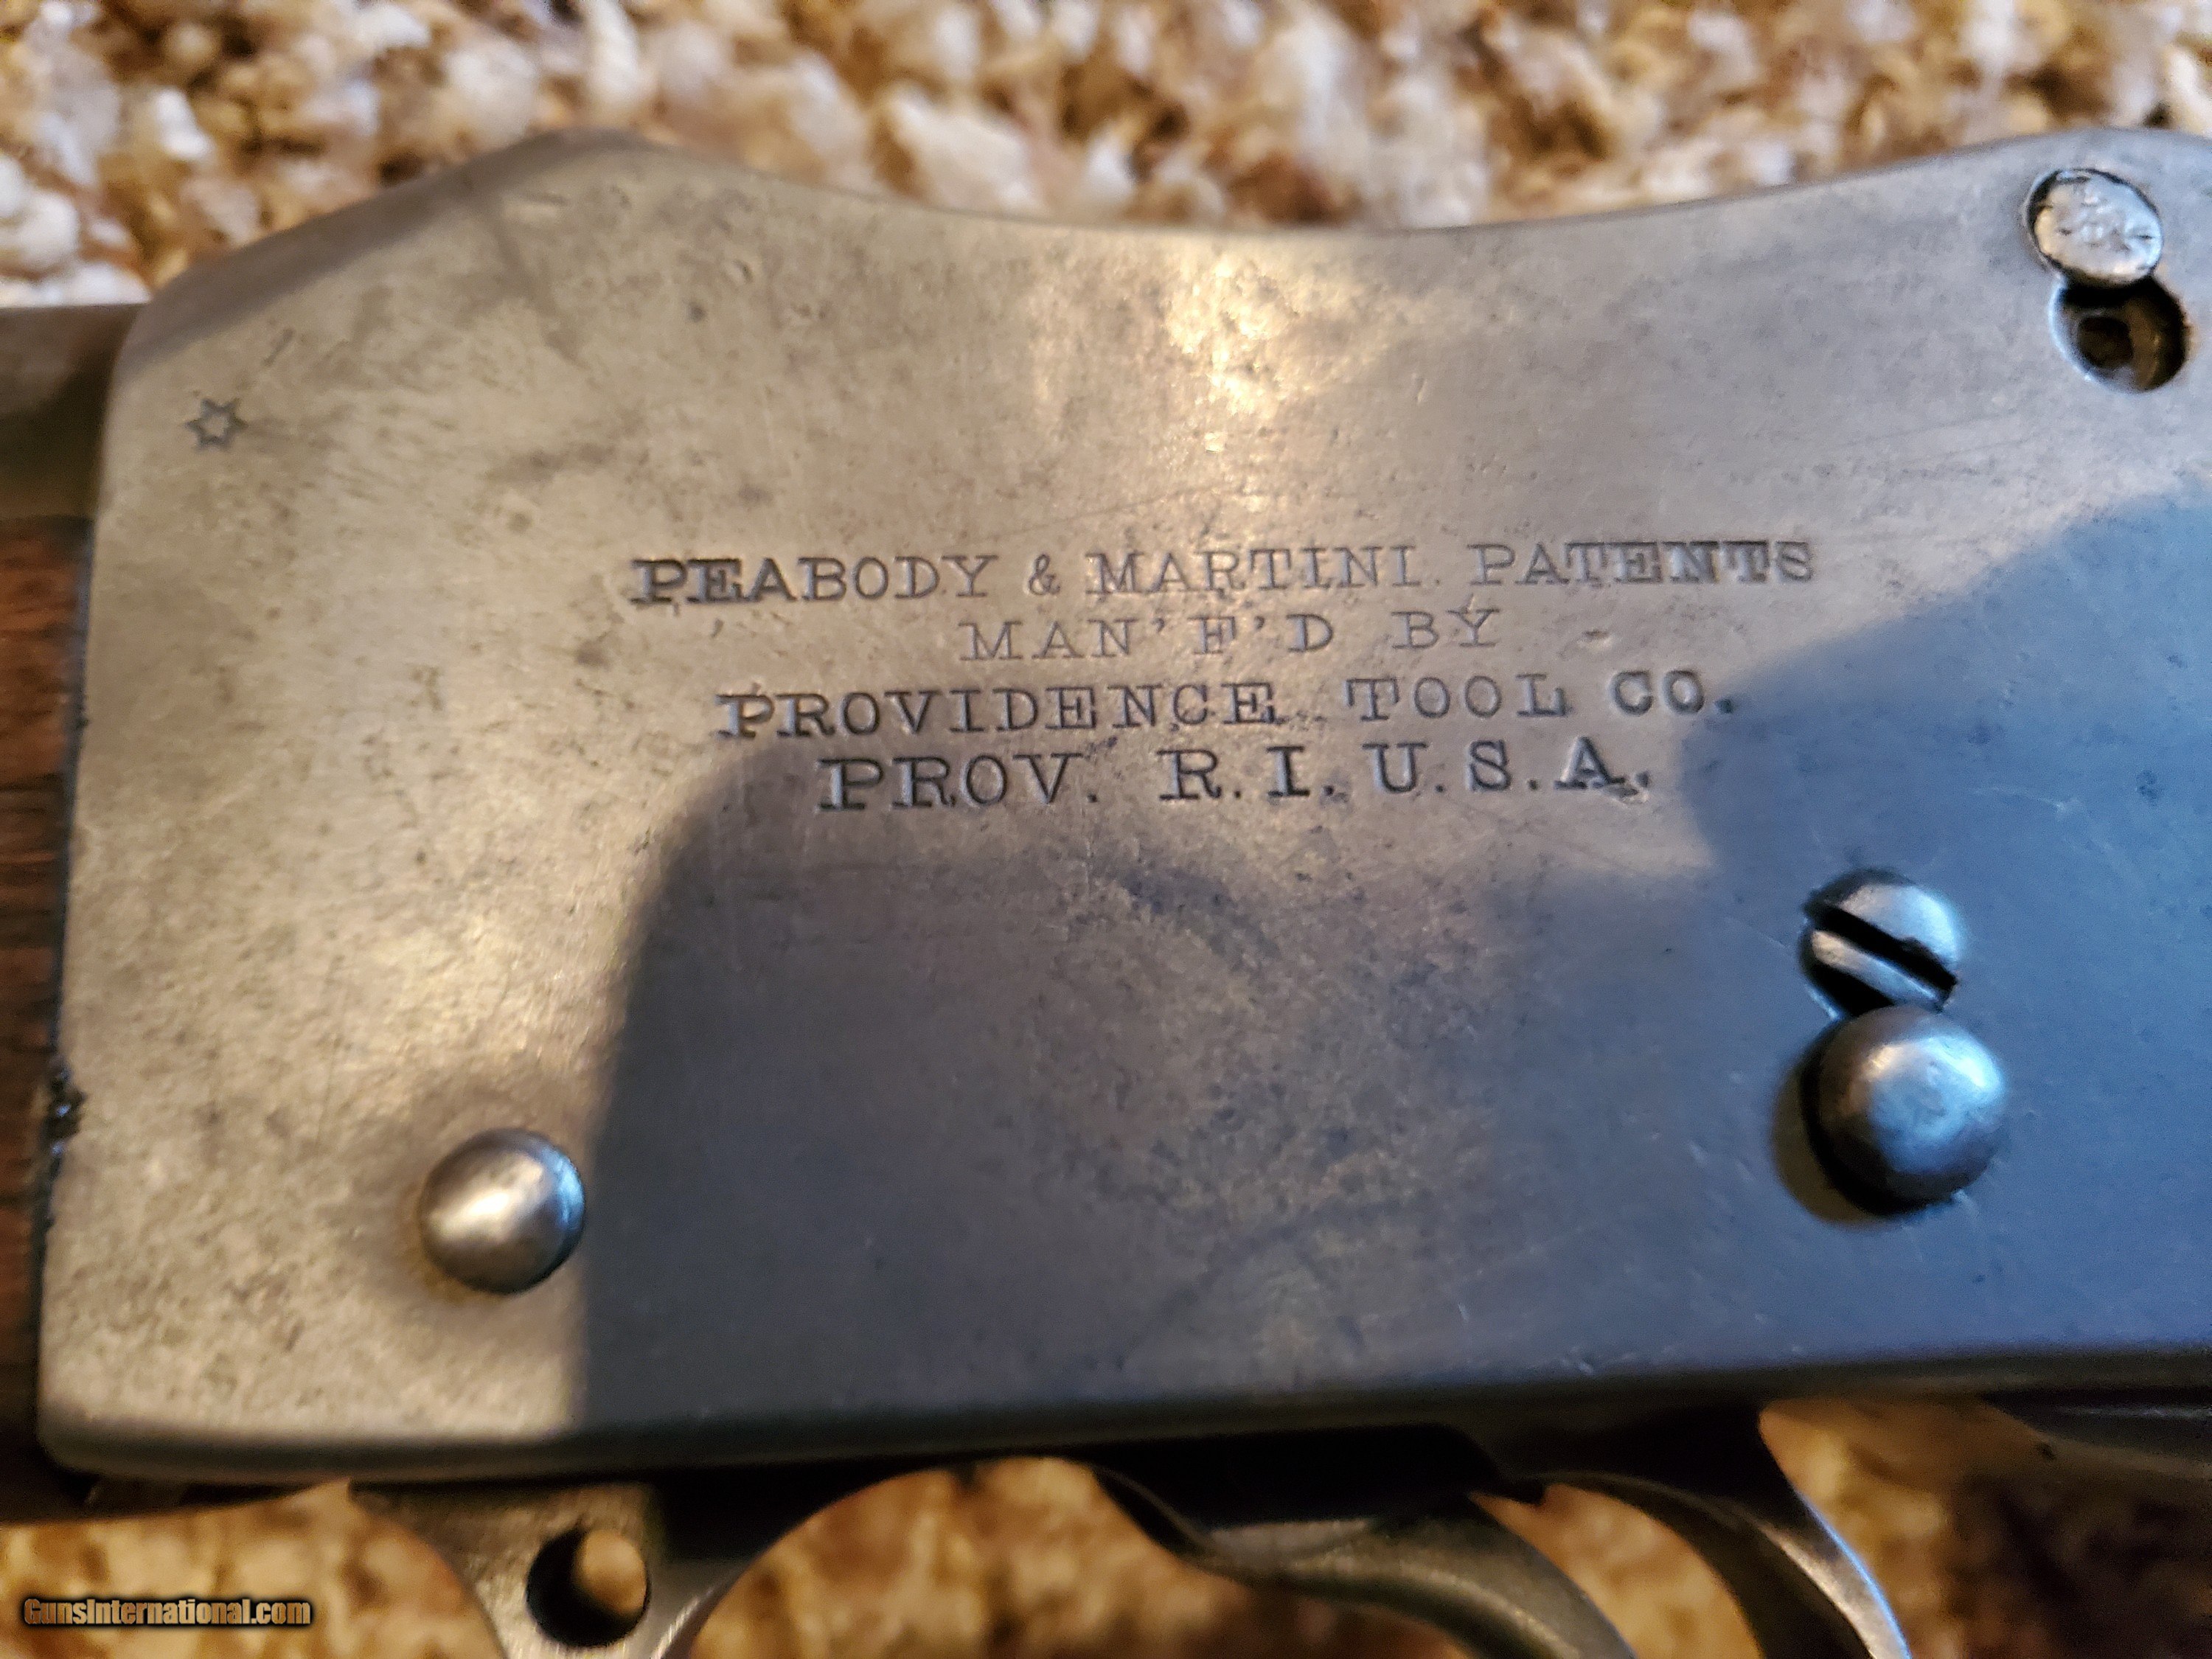 PEABODY & MARTINI. PATENTS
MAN'F'D BY
PROVIDENCE TOOL CO.
PROV. R.I. U.S.A.
GunsInternational.com